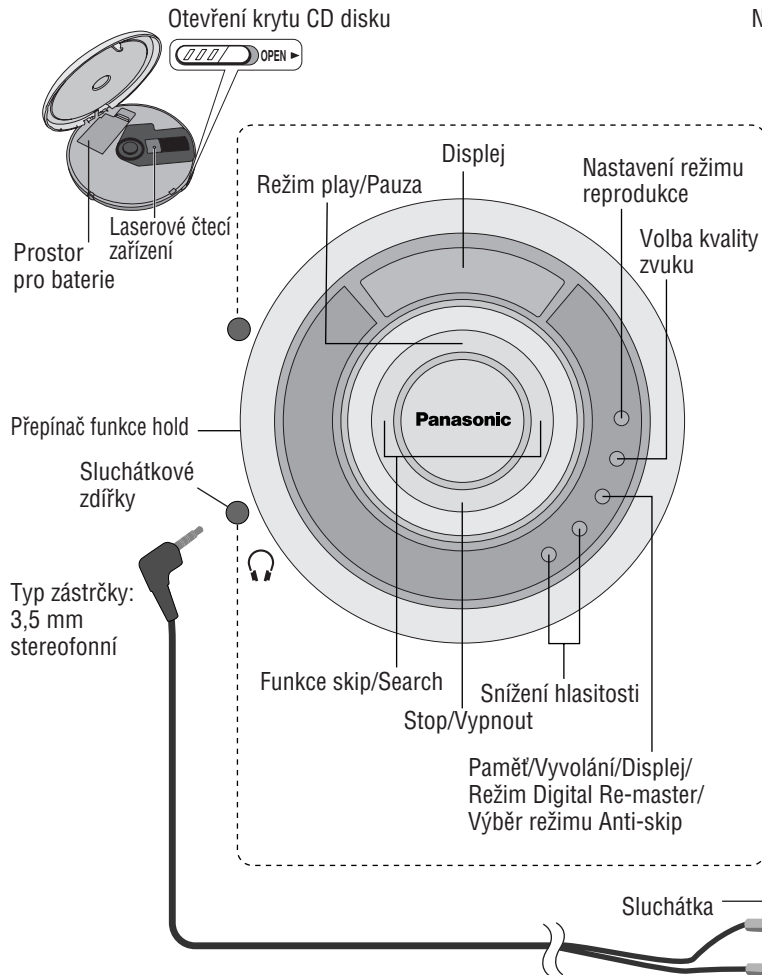 Otevření krytu CD disku
N
OPEN
Displej
Režim play/Pauza
Nastavení režimu
reprodukce
Laserové čtecí
zařízení
Prostor
pro baterie
Volba kvality
zvuku
Panasonic
Přepínač funkce hold
Sluchátkové
zdířky
Typ zástrčky:
3,5 mm
stereofonní
Funkce skip/Search
Snížení hlasitosti
Stop/Vypnout
Paměť/Vyvolání/Displej/
Režim Digital Re-master/
Výběr režimu Anti-skip
Sluchátka